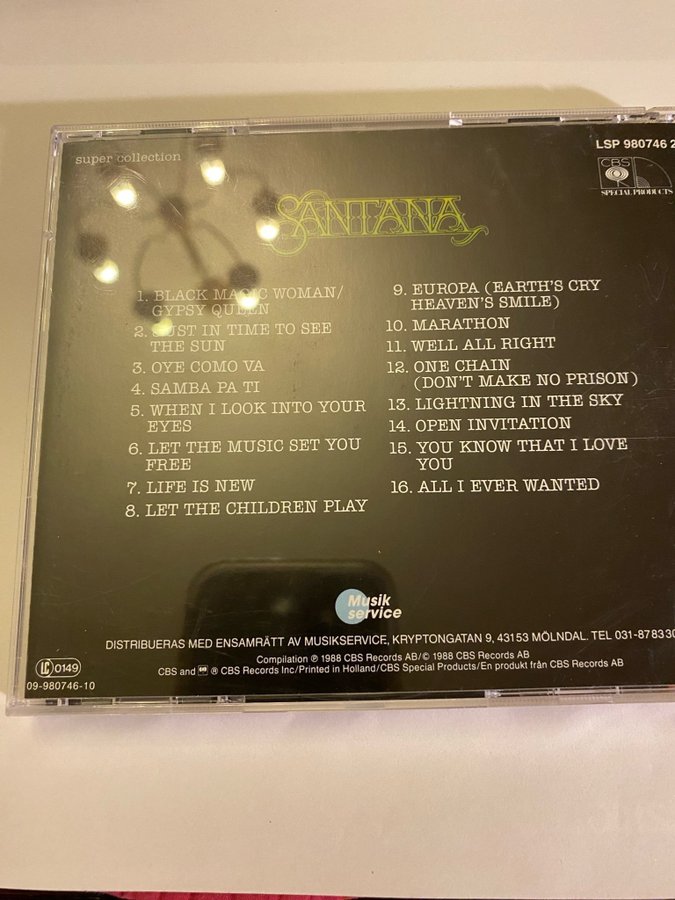 super collection
LSP 980746 2
CBS
SPECIAL PRODUCTS
SANTANA
1. BLACK MAGIC WOMAN/
GYPSY QUEEN
2. JUST IN TIME TO SEE
THE SUN
3. OYE COMO VA
4. SAMBA PA TI
5. WHEN I LOOK INTO YOUR
EYES
6. LET THE MUSIC SET YOU
FREE
7. LIFE IS NEW
8. LET THE CHILDREN PLAY
9. EUROPA (EARTH'S CRY
HEAVEN'S SMILE)
10. MARATHON
11. WELL ALL RIGHT
12. ONE CHAIN
(DON'T MAKE NO PRISON)
13. LIGHTNING IN THE SKY
14. OPEN INVITATION
15. YOU KNOW THAT I LOVE
YOU
16. ALL I EVER WANTED
Musik
service
DISTRIBUERAS MED ENSAMRÄTT AV MUSIKSERVICE, KRYPTONGATAN 9, 43153 MÖLNDAL. TEL 031-878330
Compilation ℗ 1988 CBS Records AB/© 1988 CBS Records AB
CBS and ® CBS Records Inc/Printed in Holland/CBS Special Products/En produkt från CBS Records AB
LC 0149
09-980746-10